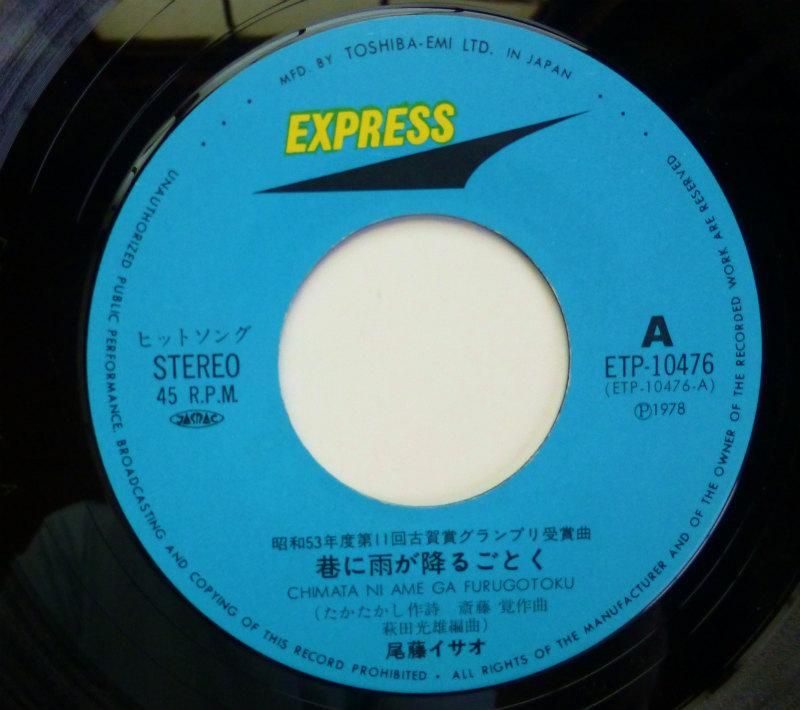 MFD. BY TOSHIBA-EMI LTD. IN JAPAN
EXPRESS
ヒットソング
STEREO
45 R.P.M.
JASRAC
A
ETP-10476
(ETP-10476-A)
Ⓟ1978
昭和53年度第11回古賀賞グランプリ受賞曲
巷に雨が降るごとく
CHIMATA NI AME GA FURUGOTOKU
(たかたかし作詩 斎藤 覚作曲
萩田光雄編曲)
尾藤イサオ
UNAUTHORIZED PUBLIC PERFORMANCE, BROADCASTING AND COPYING OF THIS RECORD PROHIBITED • ALL RIGHTS OF THE MANUFACTURER AND OF THE OWNER OF THE RECORDED WORK ARE RESERVED